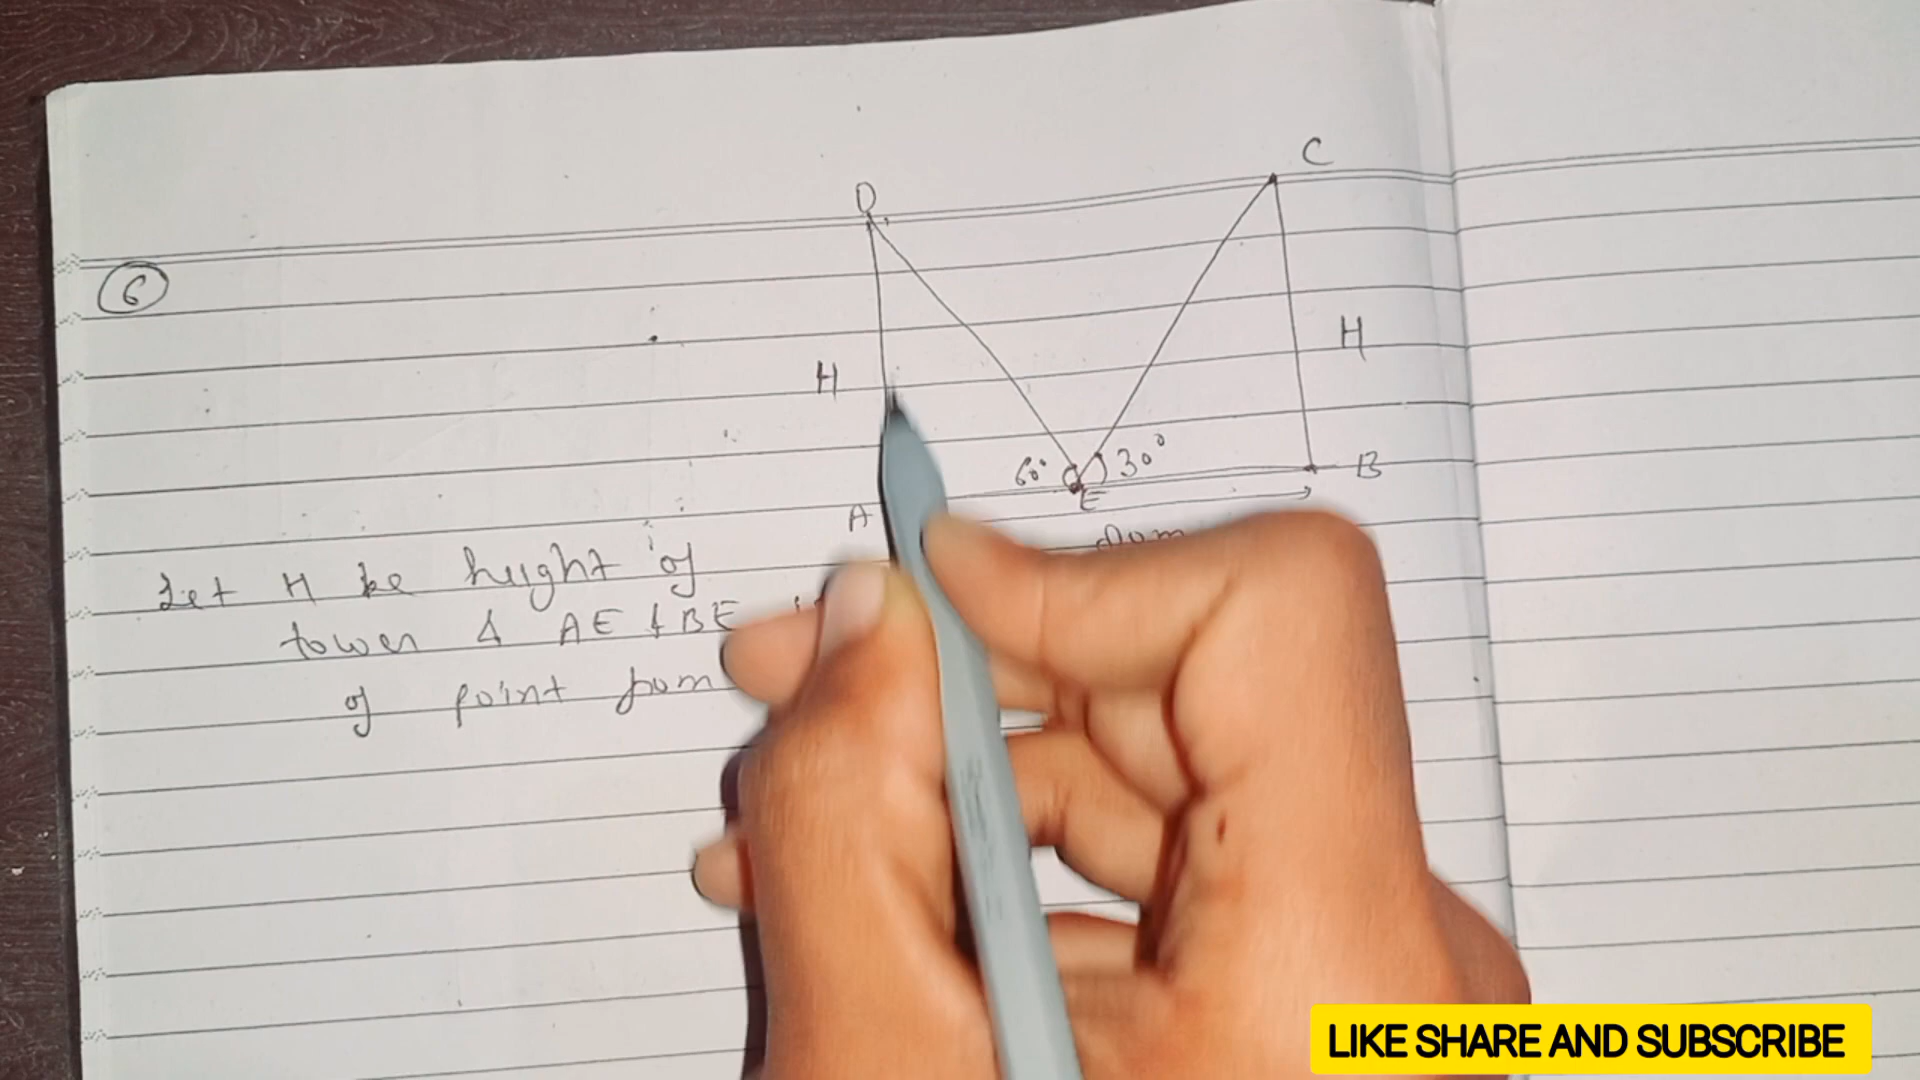 C
D
6
H
H
60° 30°
B
E
A
Let H be height of
tower & AE & BE
of point from
LIKE SHARE AND SUBSCRIBE